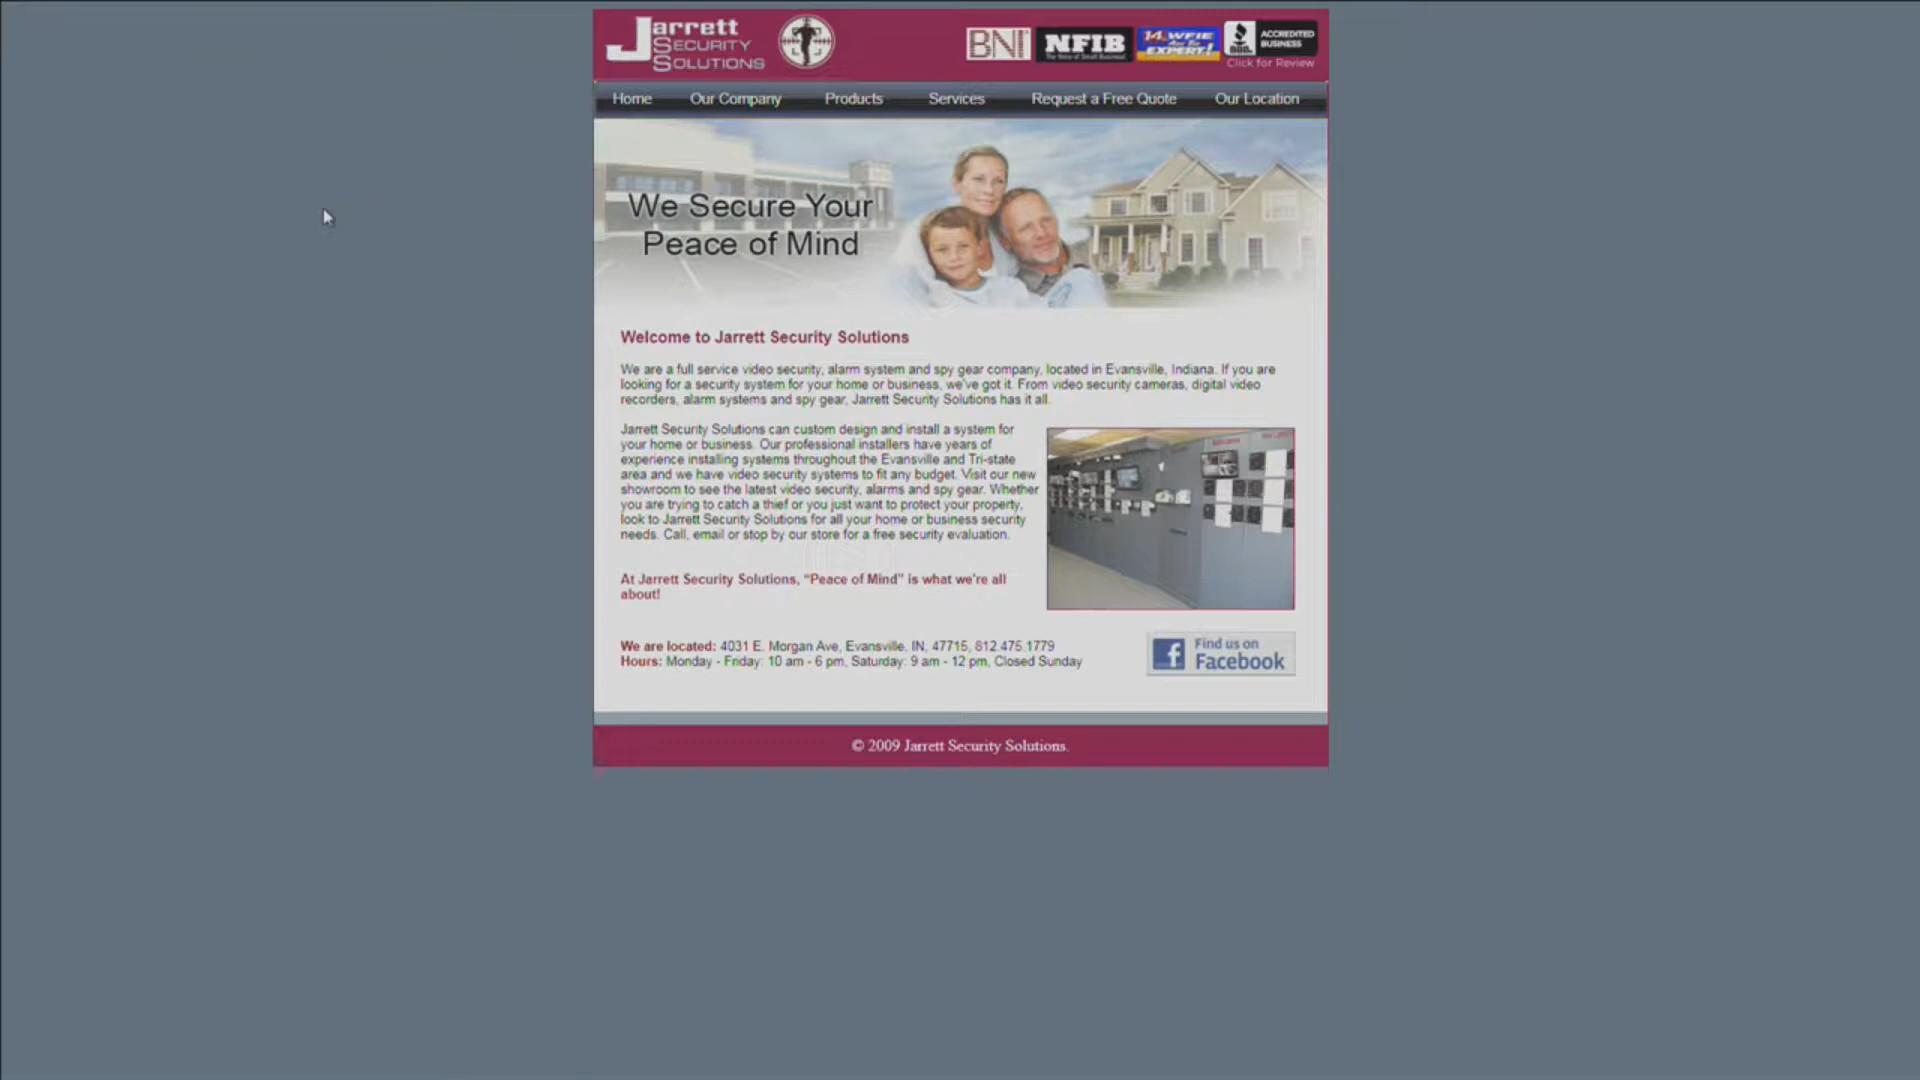 Jarrett
Security
Solutions
BNI
NFIB
The Voice of Small Business
14 WFIE
Ask the
EXPERT!
BBB
ACCREDITED
BUSINESS
Click for Review
Home Our Company Products Services Request a Free Quote Our Location
We Secure Your
Peace of Mind
Welcome to Jarrett Security Solutions
We are a full service video security, alarm system and spy gear company, located in Evansville, Indiana. If you are
looking for a security system for your home or business, we've got it. From video security cameras, digital video
recorders, alarm systems and spy gear, Jarrett Security Solutions has it all.
Jarrett Security Solutions can custom design and install a system for
your home or business. Our professional installers have years of
experience installing systems throughout the Evansville and Tri-state
area and we have video security systems to fit any budget. Visit our new
showroom to see the latest video security, alarms and spy gear. Whether
you are trying to catch a thief or you just want to protect your property,
look to Jarrett Security Solutions for all your home or business security
needs. Call, email or stop by our store for a free security evaluation.
At Jarrett Security Solutions, “Peace of Mind” is what we're all
about!
We are located: 4031 E. Morgan Ave, Evansville, IN, 47715, 812.475.1779
Hours: Monday - Friday: 10 am - 6 pm, Saturday: 9 am - 12 pm, Closed Sunday
Find us on
Facebook
© 2009 Jarrett Security Solutions.